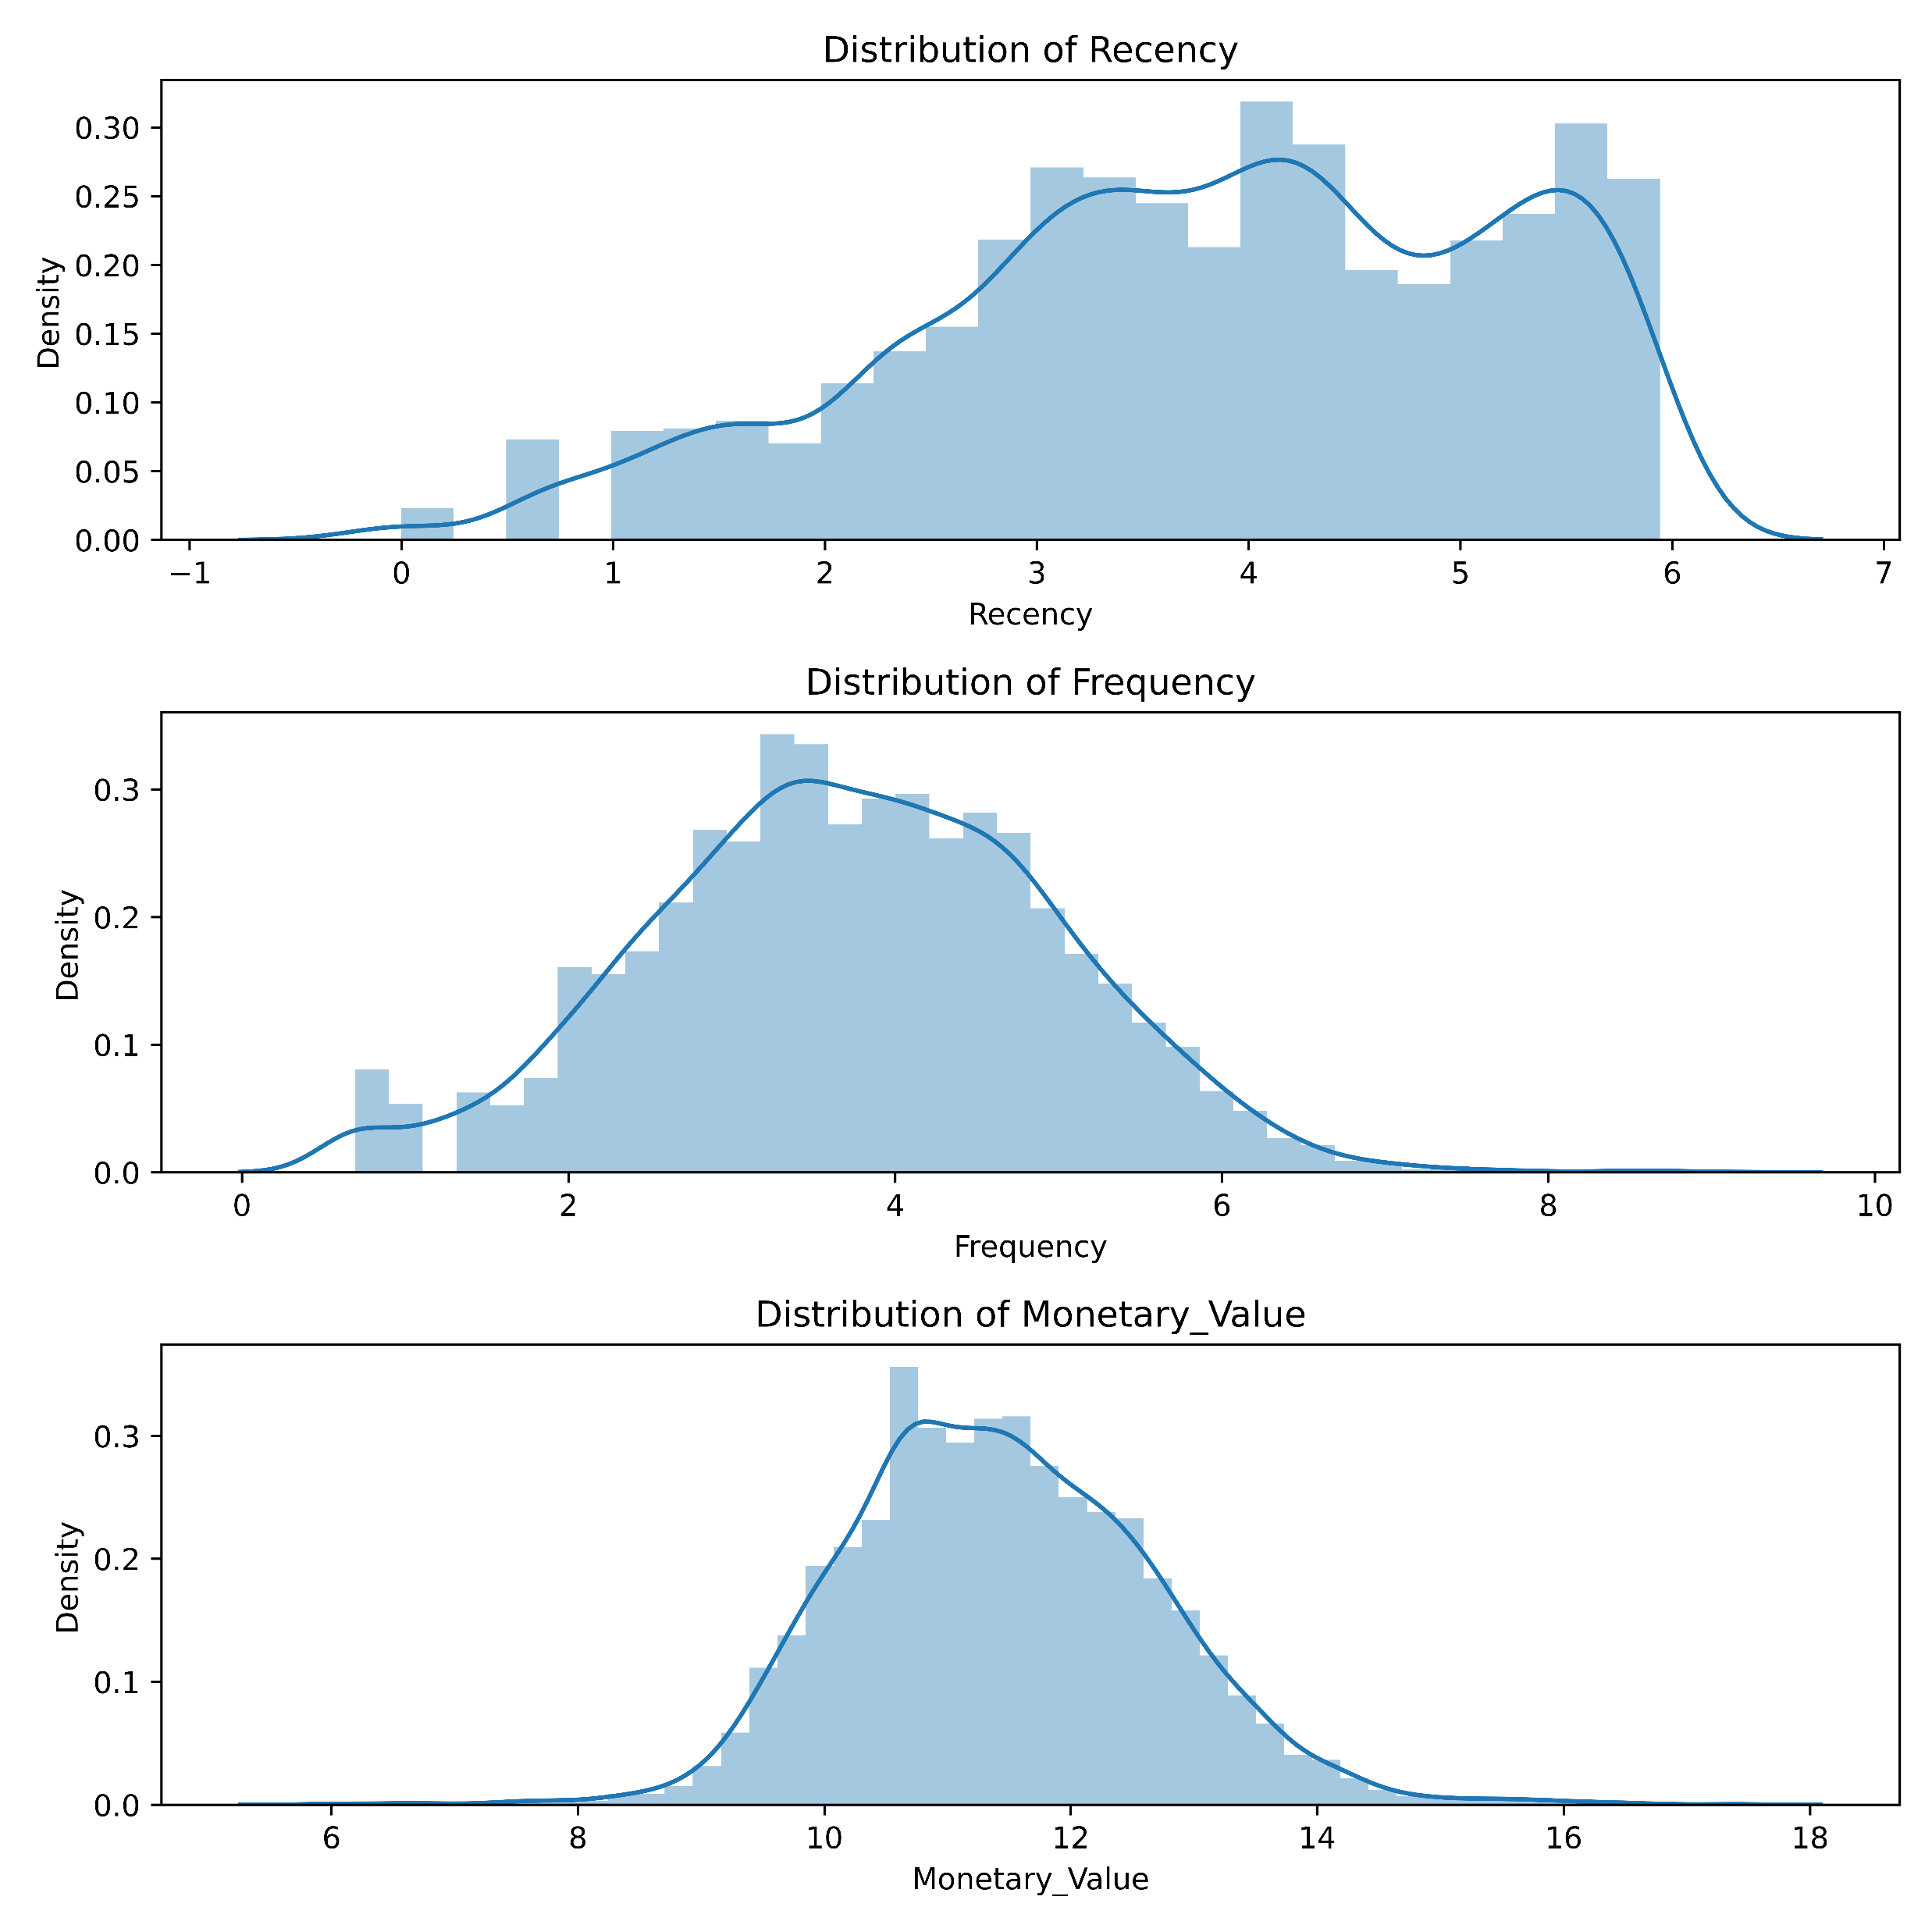 Distribution of Recency
0.30
0.25
0.20
0.15
0.10
0.05
0.00
Density
−1 0 1 2 3 4 5 6 7
Recency
Distribution of Frequency
0.3
0.2
0.1
0.0
Density
0 2 4 6 8 10
Frequency
Distribution of Monetary_Value
0.3
0.2
0.1
0.0
Density
6 8 10 12 14 16 18
Monetary_Value